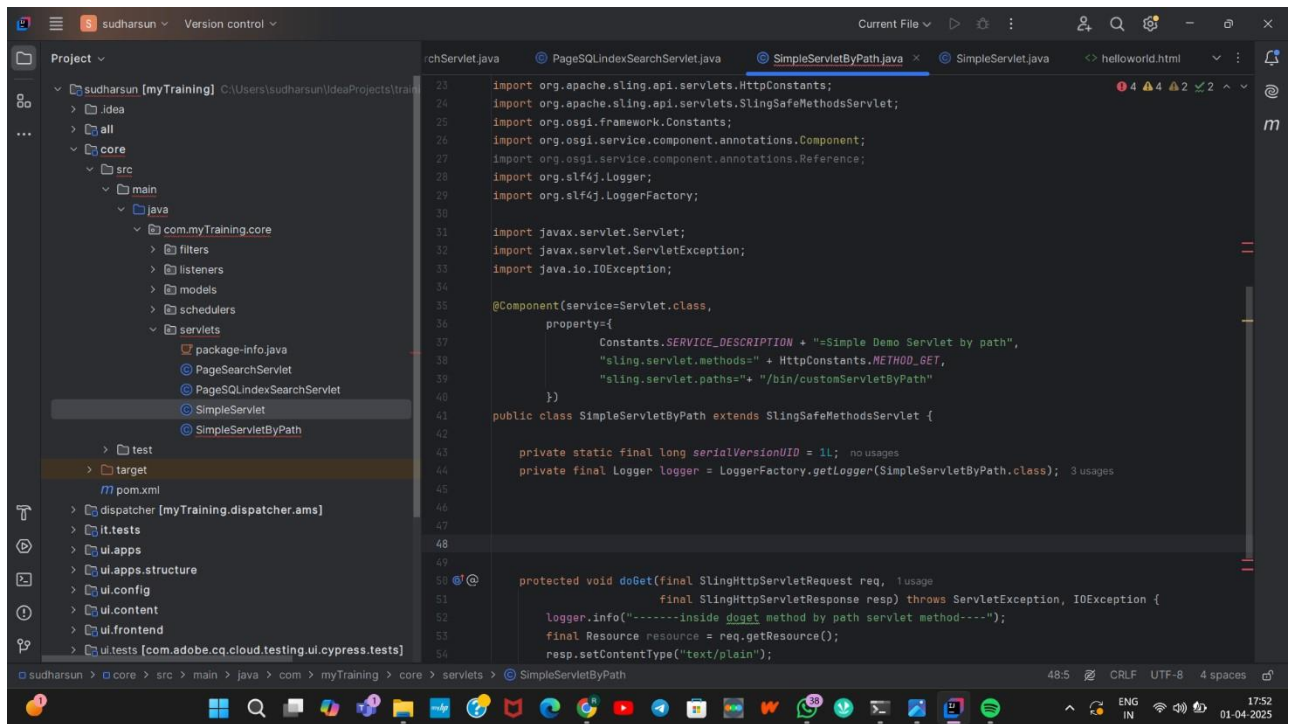 S sudharsun Version control Current File
Project
sudharsun [myTraining] C:\Users\sudharsun\IdeaProjects\train
.idea
all
core
src
main
java
com.myTraining.core
filters
listeners
models
schedulers
servlets
package-info.java
PageSearchServlet
PageSQLindexSearchServlet
SimpleServlet
SimpleServletByPath
test
target
pom.xml
dispatcher [myTraining.dispatcher.ams]
it.tests
ui.apps
ui.apps.structure
ui.config
ui.content
ui.frontend
ui.tests [com.adobe.cq.cloud.testing.ui.cypress.tests]
rchServlet.java PageSQLindexSearchServlet.java SimpleServletByPath.java SimpleServlet.java helloworld.html
4 4 2 2
23 import org.apache.sling.api.servlets.HttpConstants;
24 import org.apache.sling.api.servlets.SlingSafeMethodsServlet;
25 import org.osgi.framework.Constants;
26 import org.osgi.service.component.annotations.Component;
27 import org.osgi.service.component.annotations.Reference;
28 import org.slf4j.Logger;
29 import org.slf4j.LoggerFactory;
30
31 import javax.servlet.Servlet;
32 import javax.servlet.ServletException;
33 import java.io.IOException;
34
35 @Component(service=Servlet.class,
36 property={
37 Constants.SERVICE_DESCRIPTION + "=Simple Demo Servlet by path",
38 "sling.servlet.methods=" + HttpConstants.METHOD_GET,
39 "sling.servlet.paths="+ "/bin/customServletByPath"
40 })
41 public class SimpleServletByPath extends SlingSafeMethodsServlet {
42
43 private static final long serialVersionUID = 1L; no usages
44 private final Logger logger = LoggerFactory.getLogger(SimpleServletByPath.class); 3 usages
45
46
47
48
49
50 protected void doGet(final SlingHttpServletRequest req, 1 usage
51 final SlingHttpServletResponse resp) throws ServletException, IOException {
52 logger.info("-------inside doget method by path servlet method----");
53 final Resource resource = req.getResource();
54 resp.setContentType("text/plain");
m
sudharsun > core > src > main > java > com > myTraining > core > servlets > SimpleServletByPath 48:5 CRLF UTF-8 4 spaces
1 38 ENG IN 17:52 01-04-2025